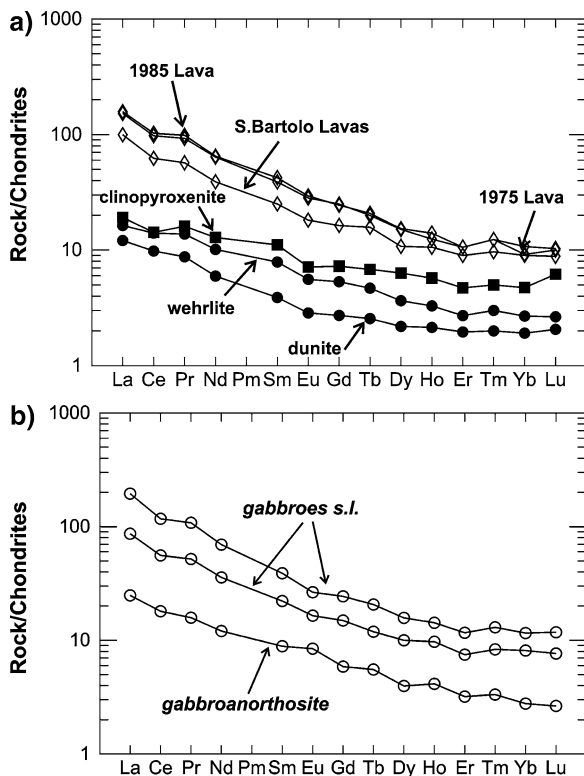 a)
1000
100
10
1
Rock/Chondrites
1985 Lava
S.Bartolo Lavas
clinopyroxenite
1975 Lava
wehrlite
dunite
La Ce Pr Nd Pm Sm Eu Gd Tb Dy Ho Er Tm Yb Lu
b)
1000
100
10
1
Rock/Chondrites
gabbroes s.l.
gabbroanorthosite
La Ce Pr Nd Pm Sm Eu Gd Tb Dy Ho Er Tm Yb Lu